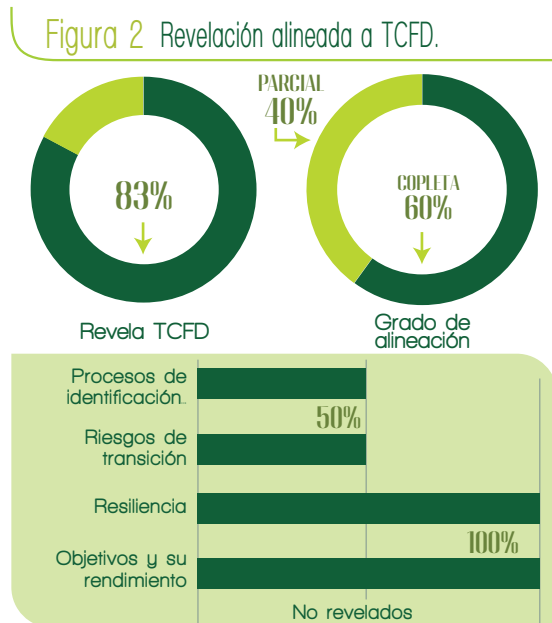 Figura 2 Revelación alineada a TCFD.
83%
Revela TCFD
PARCIAL
40%
COPLETA
60%
Grado de
alineación
Procesos de
identificación..
50%
Riesgos de
transición
Resiliencia
100%
Objetivos y su
rendimiento
No revelados